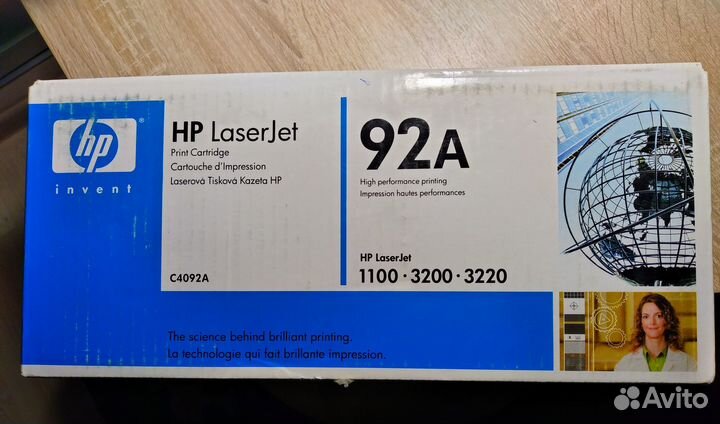 hp
®
invent
HP LaserJet
Print Cartridge
Cartouche d'Impression
Laserová Tisková Kazeta HP
C4092A
92A
High performance printing
Impression hautes performances
HP LaserJet
1100 · 3200 · 3220
The science behind brilliant printing.
La technologie qui fait brillante impression.
Avito